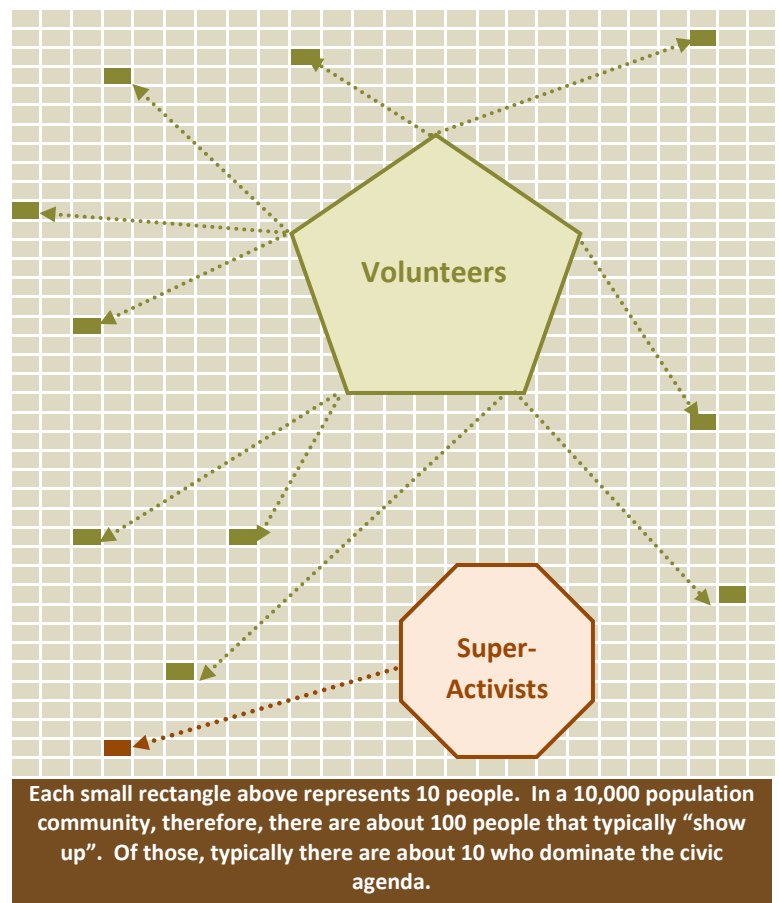 Volunteers
Super-
Activists
Each small rectangle above represents 10 people. In a 10,000 population
community, therefore, there are about 100 people that typically “show
up”. Of those, typically there are about 10 who dominate the civic
agenda.